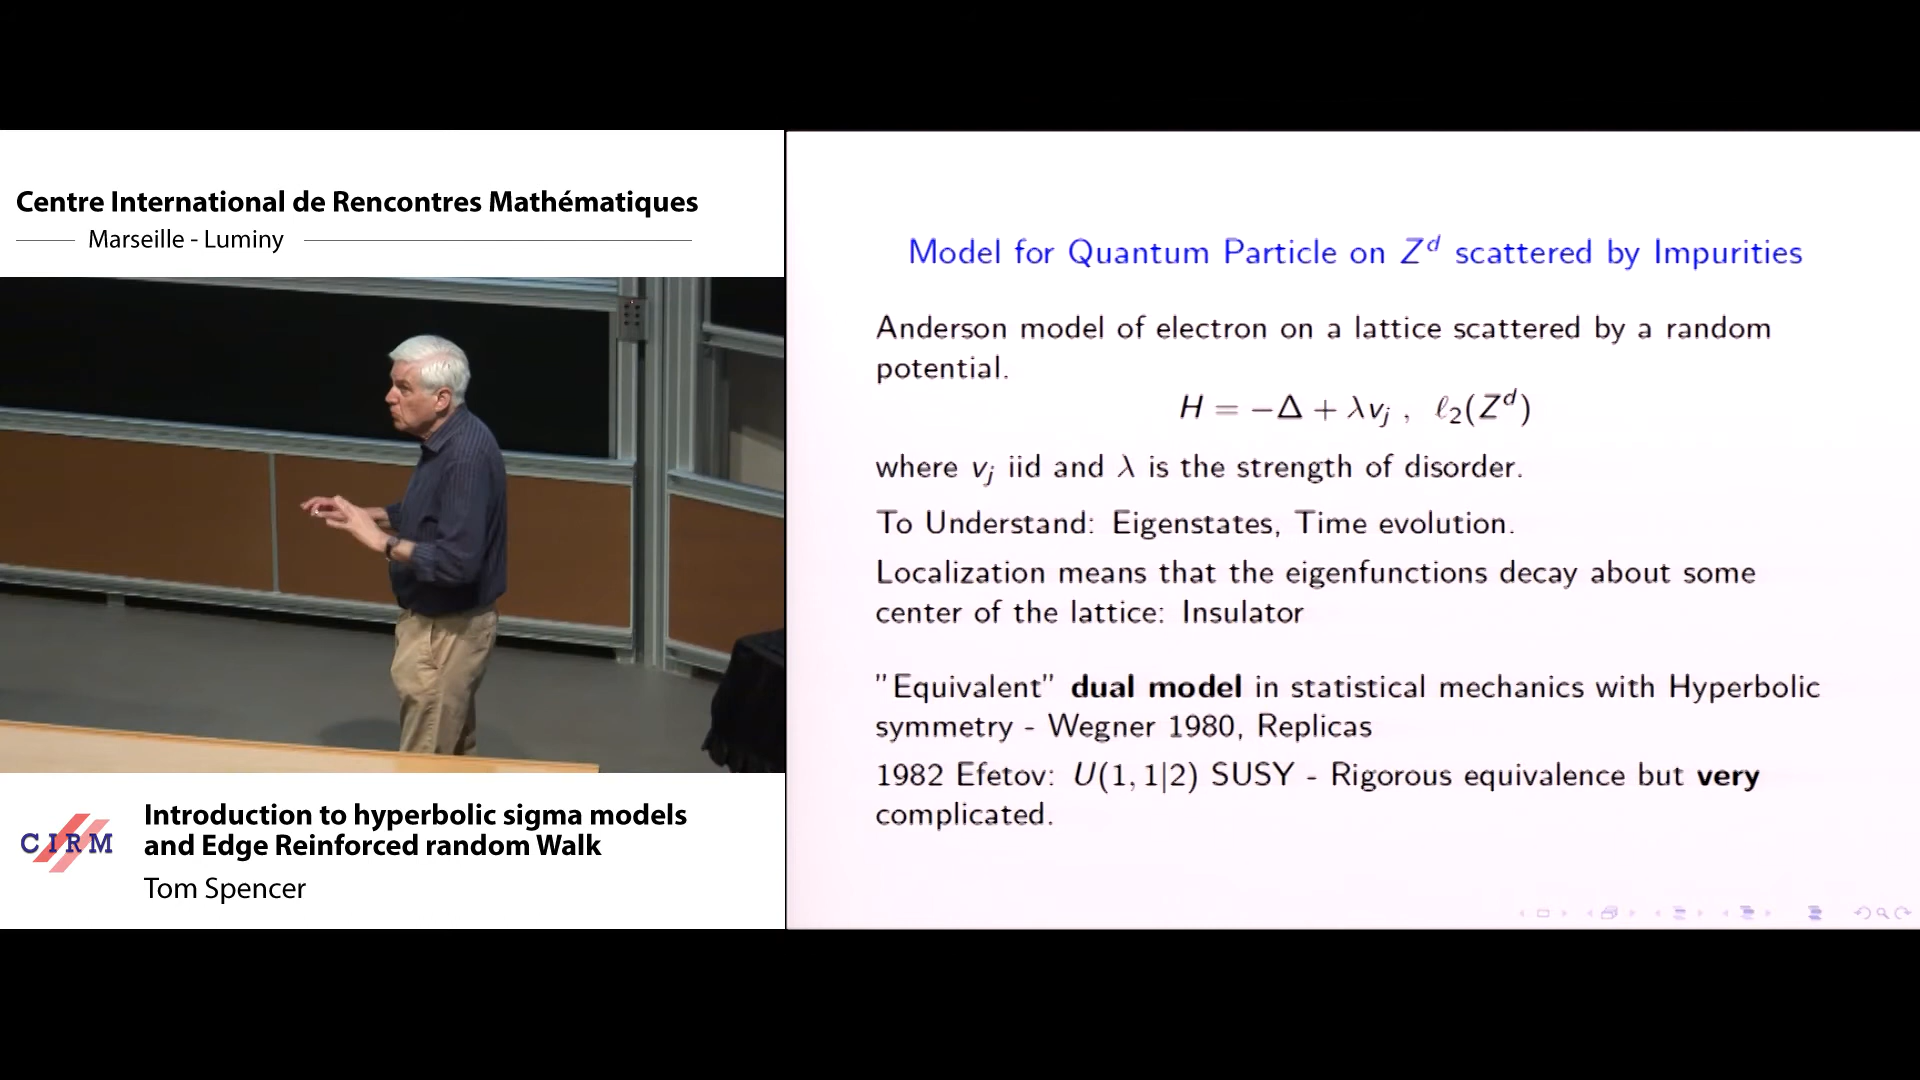 Centre International de Rencontres Mathématiques
Marseille - Luminy
CIRM
Introduction to hyperbolic sigma models
and Edge Reinforced random Walk
Tom Spencer
Model for Quantum Particle on Z^d scattered by Impurities
Anderson model of electron on a lattice scattered by a random
potential.
H = −Δ + λv_j , ℓ_2(Z^d)
where v_j iid and λ is the strength of disorder.
To Understand: Eigenstates, Time evolution.
Localization means that the eigenfunctions decay about some
center of the lattice: Insulator
"Equivalent" dual model in statistical mechanics with Hyperbolic
symmetry - Wegner 1980, Replicas
1982 Efetov: U(1, 1|2) SUSY - Rigorous equivalence but very
complicated.